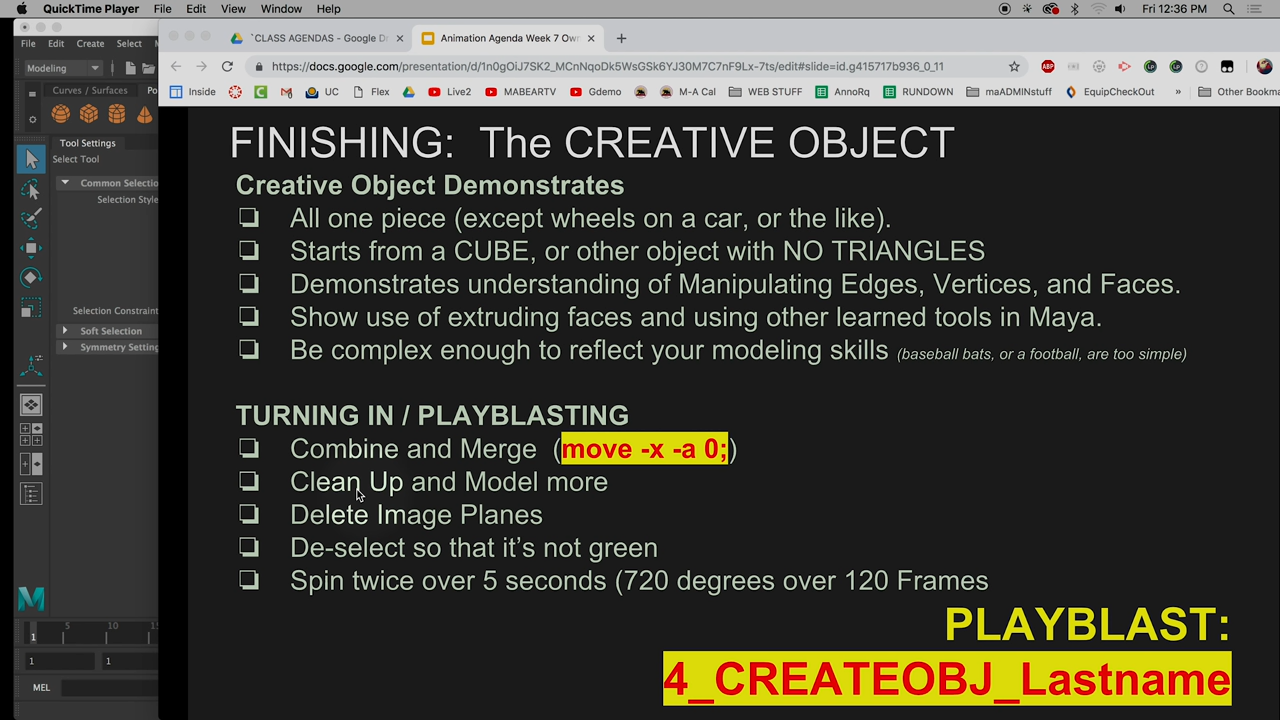 QuickTime Player File Edit View Window Help Fri 12:36 PM
File Edit Create Select
`CLASS AGENDAS - Google D
Animation Agenda Week 7 Ow
Modeling
https://docs.google.com/presentation/d/1n0gOiJ7SK2_MCnNqoDk5WsGSk6YJ30M7C7nF9Lx-7ts/edit#slide=id.g415717b936_0_11
Curves / Surfaces Po
Inside UC Flex Live2 MABEARTV Gdemo M-A Cal WEB STUFF AnnoRq RUNDOWN maADMINstuff EquipCheckOut » Other Bookma
Tool Settings
Select Tool
Common Selectio
Selection Style
Selection Constrai
Soft Selection
Symmetry Setting
FINISHING: The CREATIVE OBJECT
Creative Object Demonstrates
All one piece (except wheels on a car, or the like).
Starts from a CUBE, or other object with NO TRIANGLES
Demonstrates understanding of Manipulating Edges, Vertices, and Faces.
Show use of extruding faces and using other learned tools in Maya.
Be complex enough to reflect your modeling skills (baseball bats, or a football, are too simple)
TURNING IN / PLAYBLASTING
Combine and Merge (move -x -a 0;)
Clean Up and Model more
Delete Image Planes
De-select so that it's not green
Spin twice over 5 seconds (720 degrees over 120 Frames
PLAYBLAST:
4_CREATEOBJ_Lastname
1 5 10 15
1 1
MEL